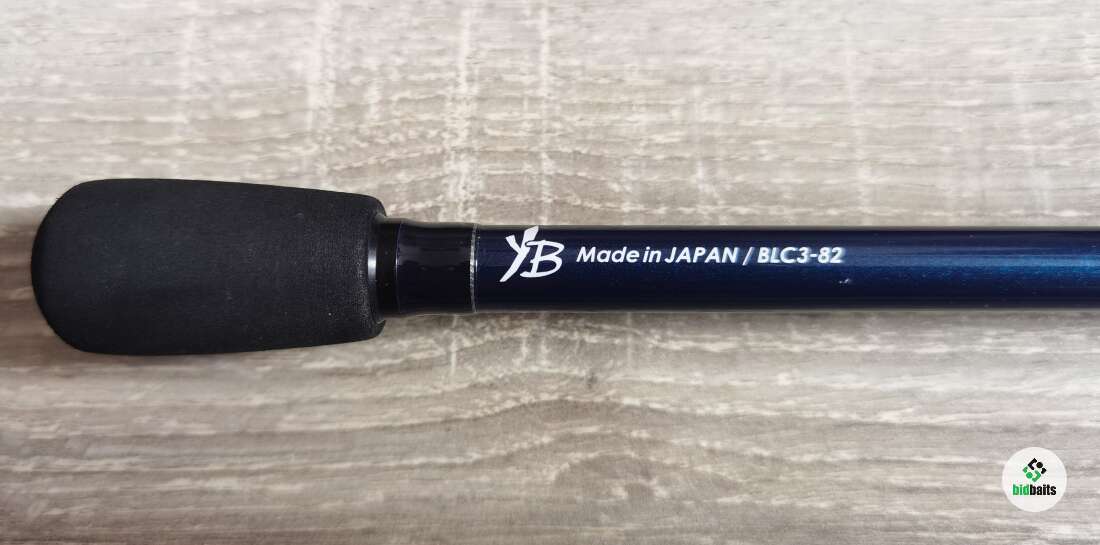 YB Made in JAPAN / BLC3-82
bidbaits